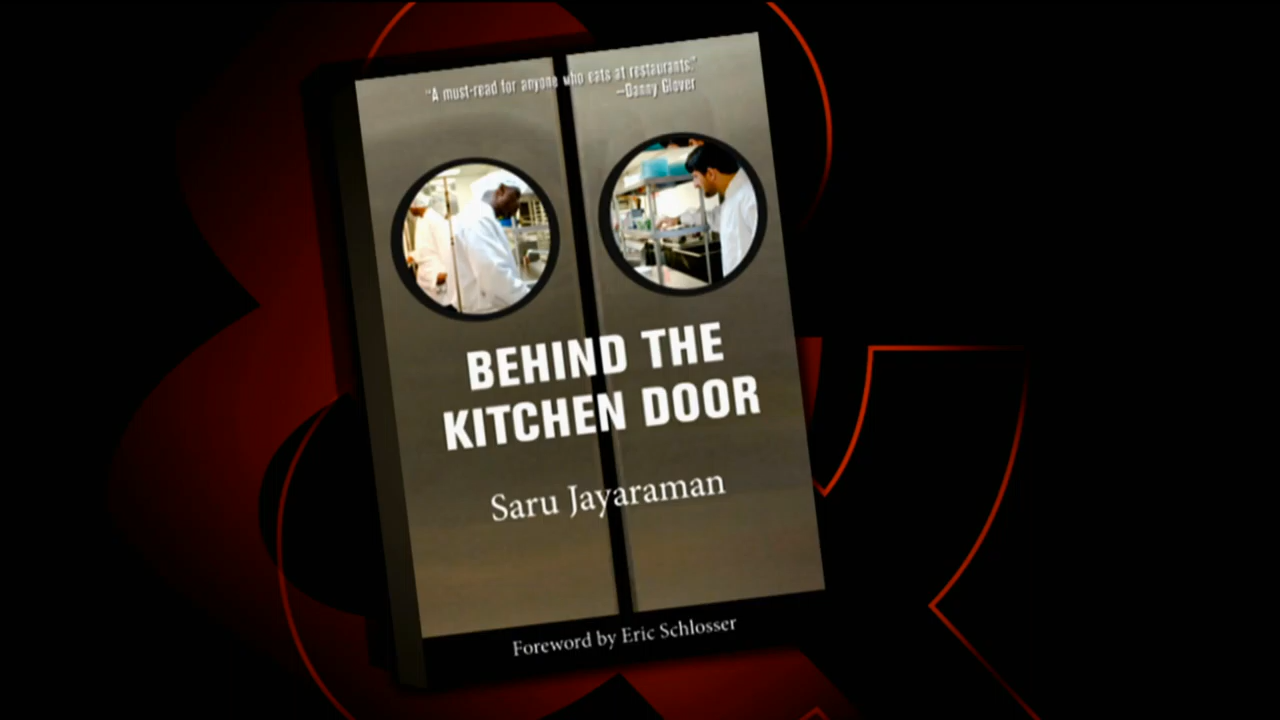 "A must-read for anyone who eats at restaurants."
—Danny Glover
BEHIND THE
KITCHEN DOOR
Saru Jayaraman
Foreword by Eric Schlosser